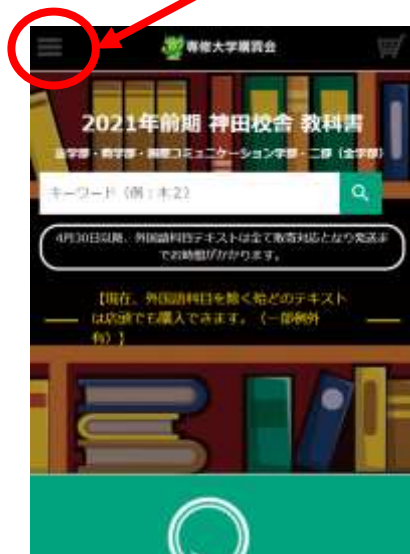 専修大学購買会
2021年前期 神田校舎 教科書
法学部・商学部・国際コミュニケーション学部・二部（全学部）
キーワード（例：木2）
4月30日以降、外国語科目テキストは全て取寄対応となり発送ま
でお時間がかかります。
【現在、外国語科目を除く殆どのテキスト
は店頭でも購入できます。（一部例外
有）】